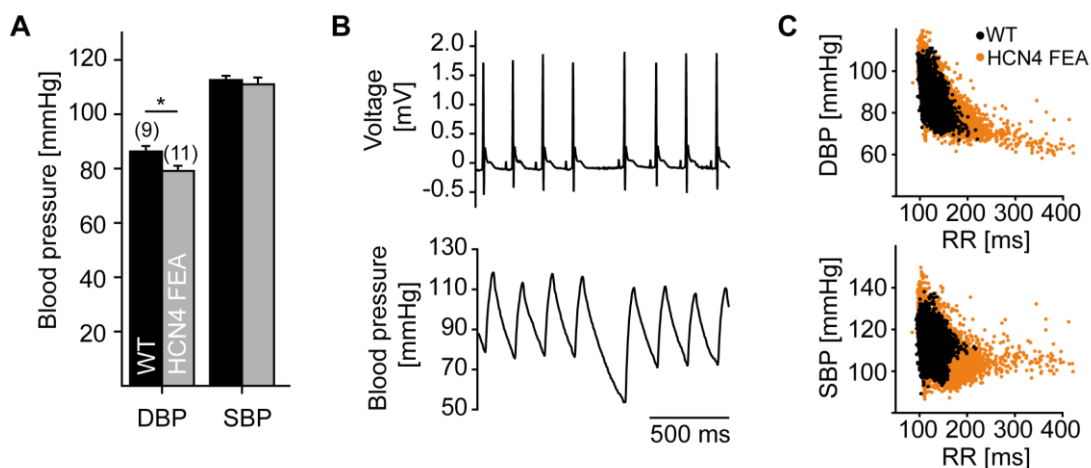 A
Blood pressure [mmHg]
120
100
80
60
40
20
*
(9)
(11)
WT
HCN4 FEA
DBP
SBP
B
Voltage
[mV]
2.0
1.5
1.0
0.5
0
-0.5
Blood pressure
[mmHg]
130
110
90
70
50
500 ms
C
WT
HCN4 FEA
DBP [mmHg]
100
80
60
100 200 300 400
RR [ms]
SBP [mmHg]
140
120
100
100 200 300 400
RR [ms]